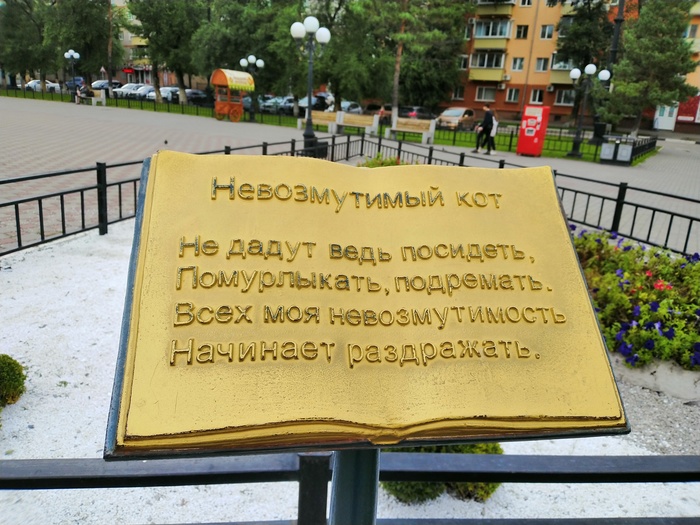 Невозмутимый кот
Не дадут ведь посидеть,
Помурлыкать, подремать.
Всех моя невозмутимость
Начинает раздражать.